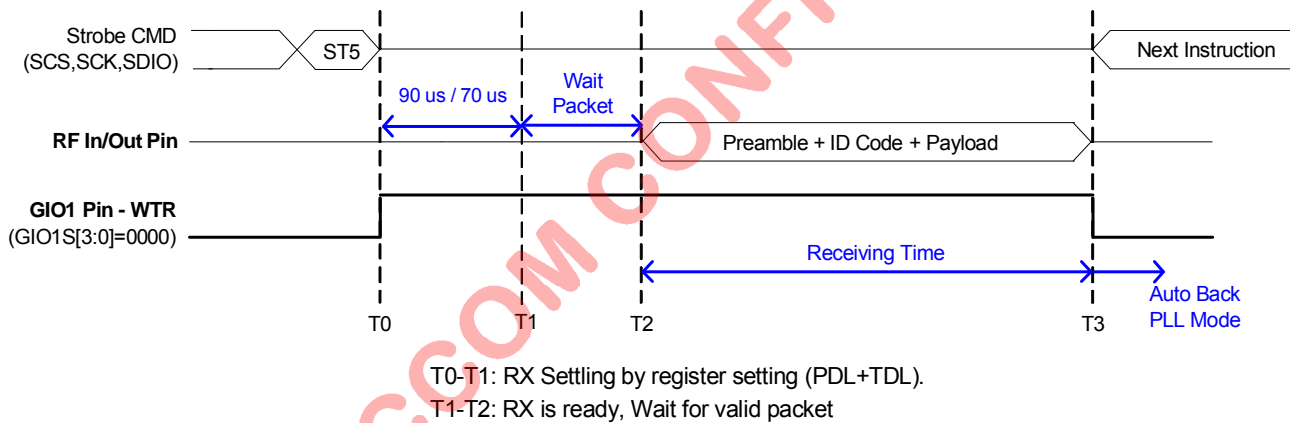 Strobe CMD
(SCS,SCK,SDIO)
ST5
Next Instruction
90 us / 70 us
Wait
Packet
RF In/Out Pin
Preamble + ID Code + Payload
GIO1 Pin - WTR
(GIO1S[3:0]=0000)
Receiving Time
Auto Back
PLL Mode
T0
T1
T2
T3
T0-T1: RX Settling by register setting (PDL+TDL).
T1-T2: RX is ready, Wait for valid packet
COM CONF